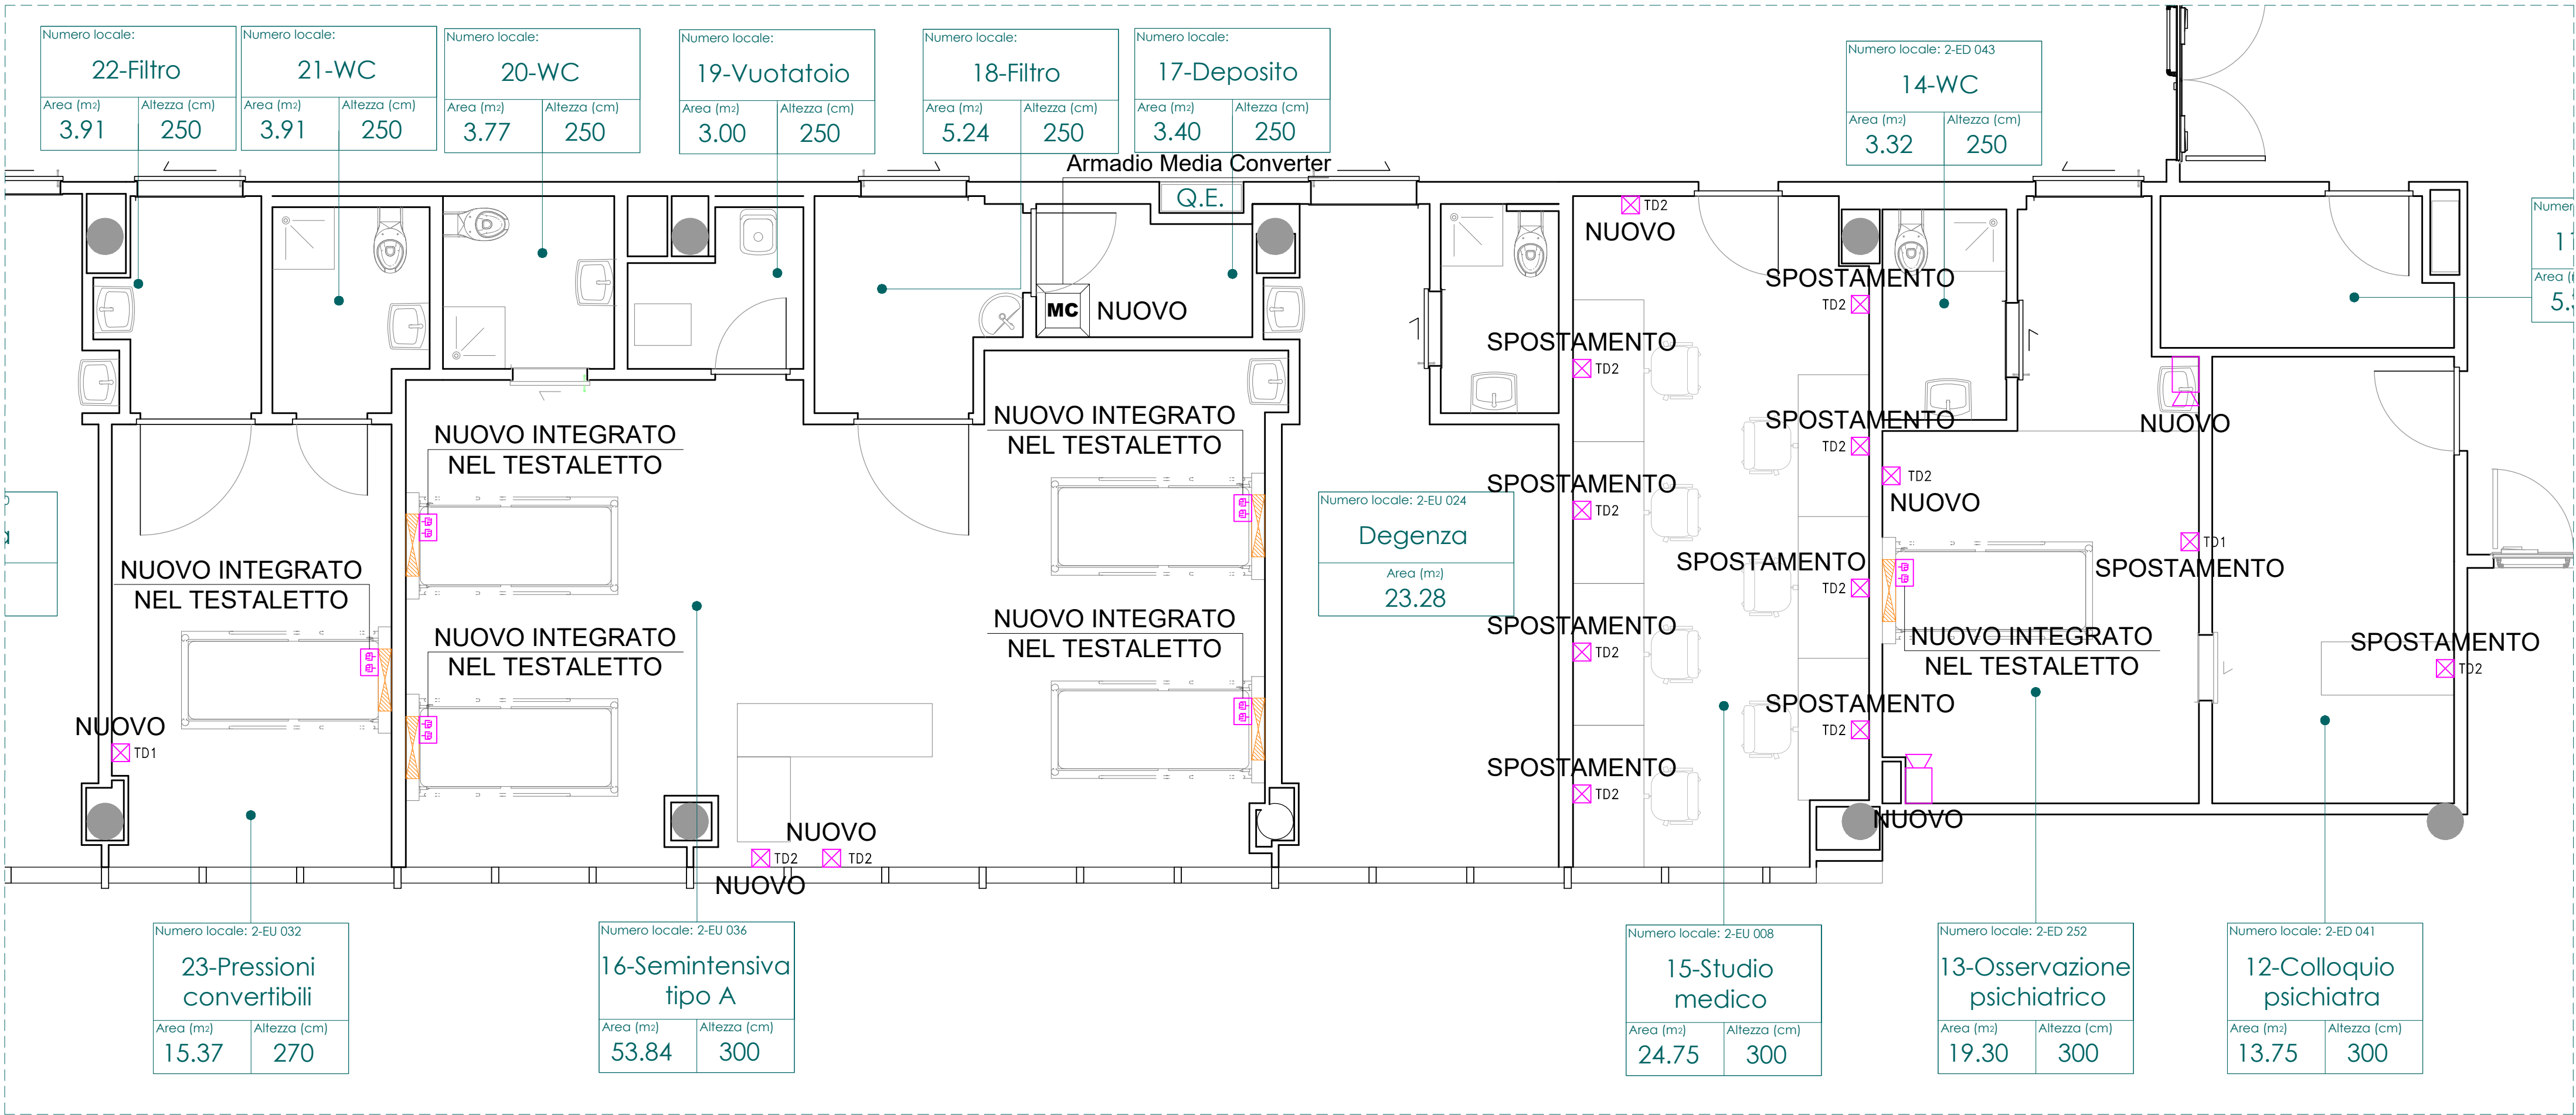 Numero locale:
22-Filtro
Area (m2) Altezza (cm)
3.91 250
Numero locale:
21-WC
Area (m2) Altezza (cm)
3.91 250
Numero locale:
20-WC
Area (m2) Altezza (cm)
3.77 250
Numero locale:
19-Vuotatoio
Area (m2) Altezza (cm)
3.00 250
Numero locale:
18-Filtro
Area (m2) Altezza (cm)
5.24 250
Numero locale:
17-Deposito
Area (m2) Altezza (cm)
3.40 250
Numero locale: 2-ED 043
14-WC
Area (m2) Altezza (cm)
3.32 250
Armadio Media Converter
Q.E.
MC NUOVO
TD2
NUOVO
SPOSTAMENTO
TD2
SPOSTAMENTO
TD2
SPOSTAMENTO
TD2
SPOSTAMENTO
TD2
SPOSTAMENTO
TD2
SPOSTAMENTO
TD2
SPOSTAMENTO
TD2
SPOSTAMENTO
TD2
NUOVO INTEGRATO
NEL TESTALETTO
NUOVO INTEGRATO
NEL TESTALETTO
NUOVO INTEGRATO
NEL TESTALETTO
NUOVO INTEGRATO
NEL TESTALETTO
NUOVO INTEGRATO
NEL TESTALETTO
NUOVO
TD1
NUOVO
TD2 TD2
NUOVO
Numero locale: 2-EU 024
Degenza
Area (m2)
23.28
NUOVO
TD2
NUOVO
TD1
SPOSTAMENTO
NUOVO INTEGRATO
NEL TESTALETTO
NUOVO
SPOSTAMENTO
TD2
Numero locale: 2-EU 032
23-Pressioni
convertibili
Area (m2) Altezza (cm)
15.37 270
Numero locale: 2-EU 036
16-Semintensiva
tipo A
Area (m2) Altezza (cm)
53.84 300
Numero locale: 2-EU 008
15-Studio
medico
Area (m2) Altezza (cm)
24.75 300
Numero locale: 2-ED 252
13-Osservazione
psichiatrico
Area (m2) Altezza (cm)
19.30 300
Numero locale: 2-ED 041
12-Colloquio
psichiatra
Area (m2) Altezza (cm)
13.75 300